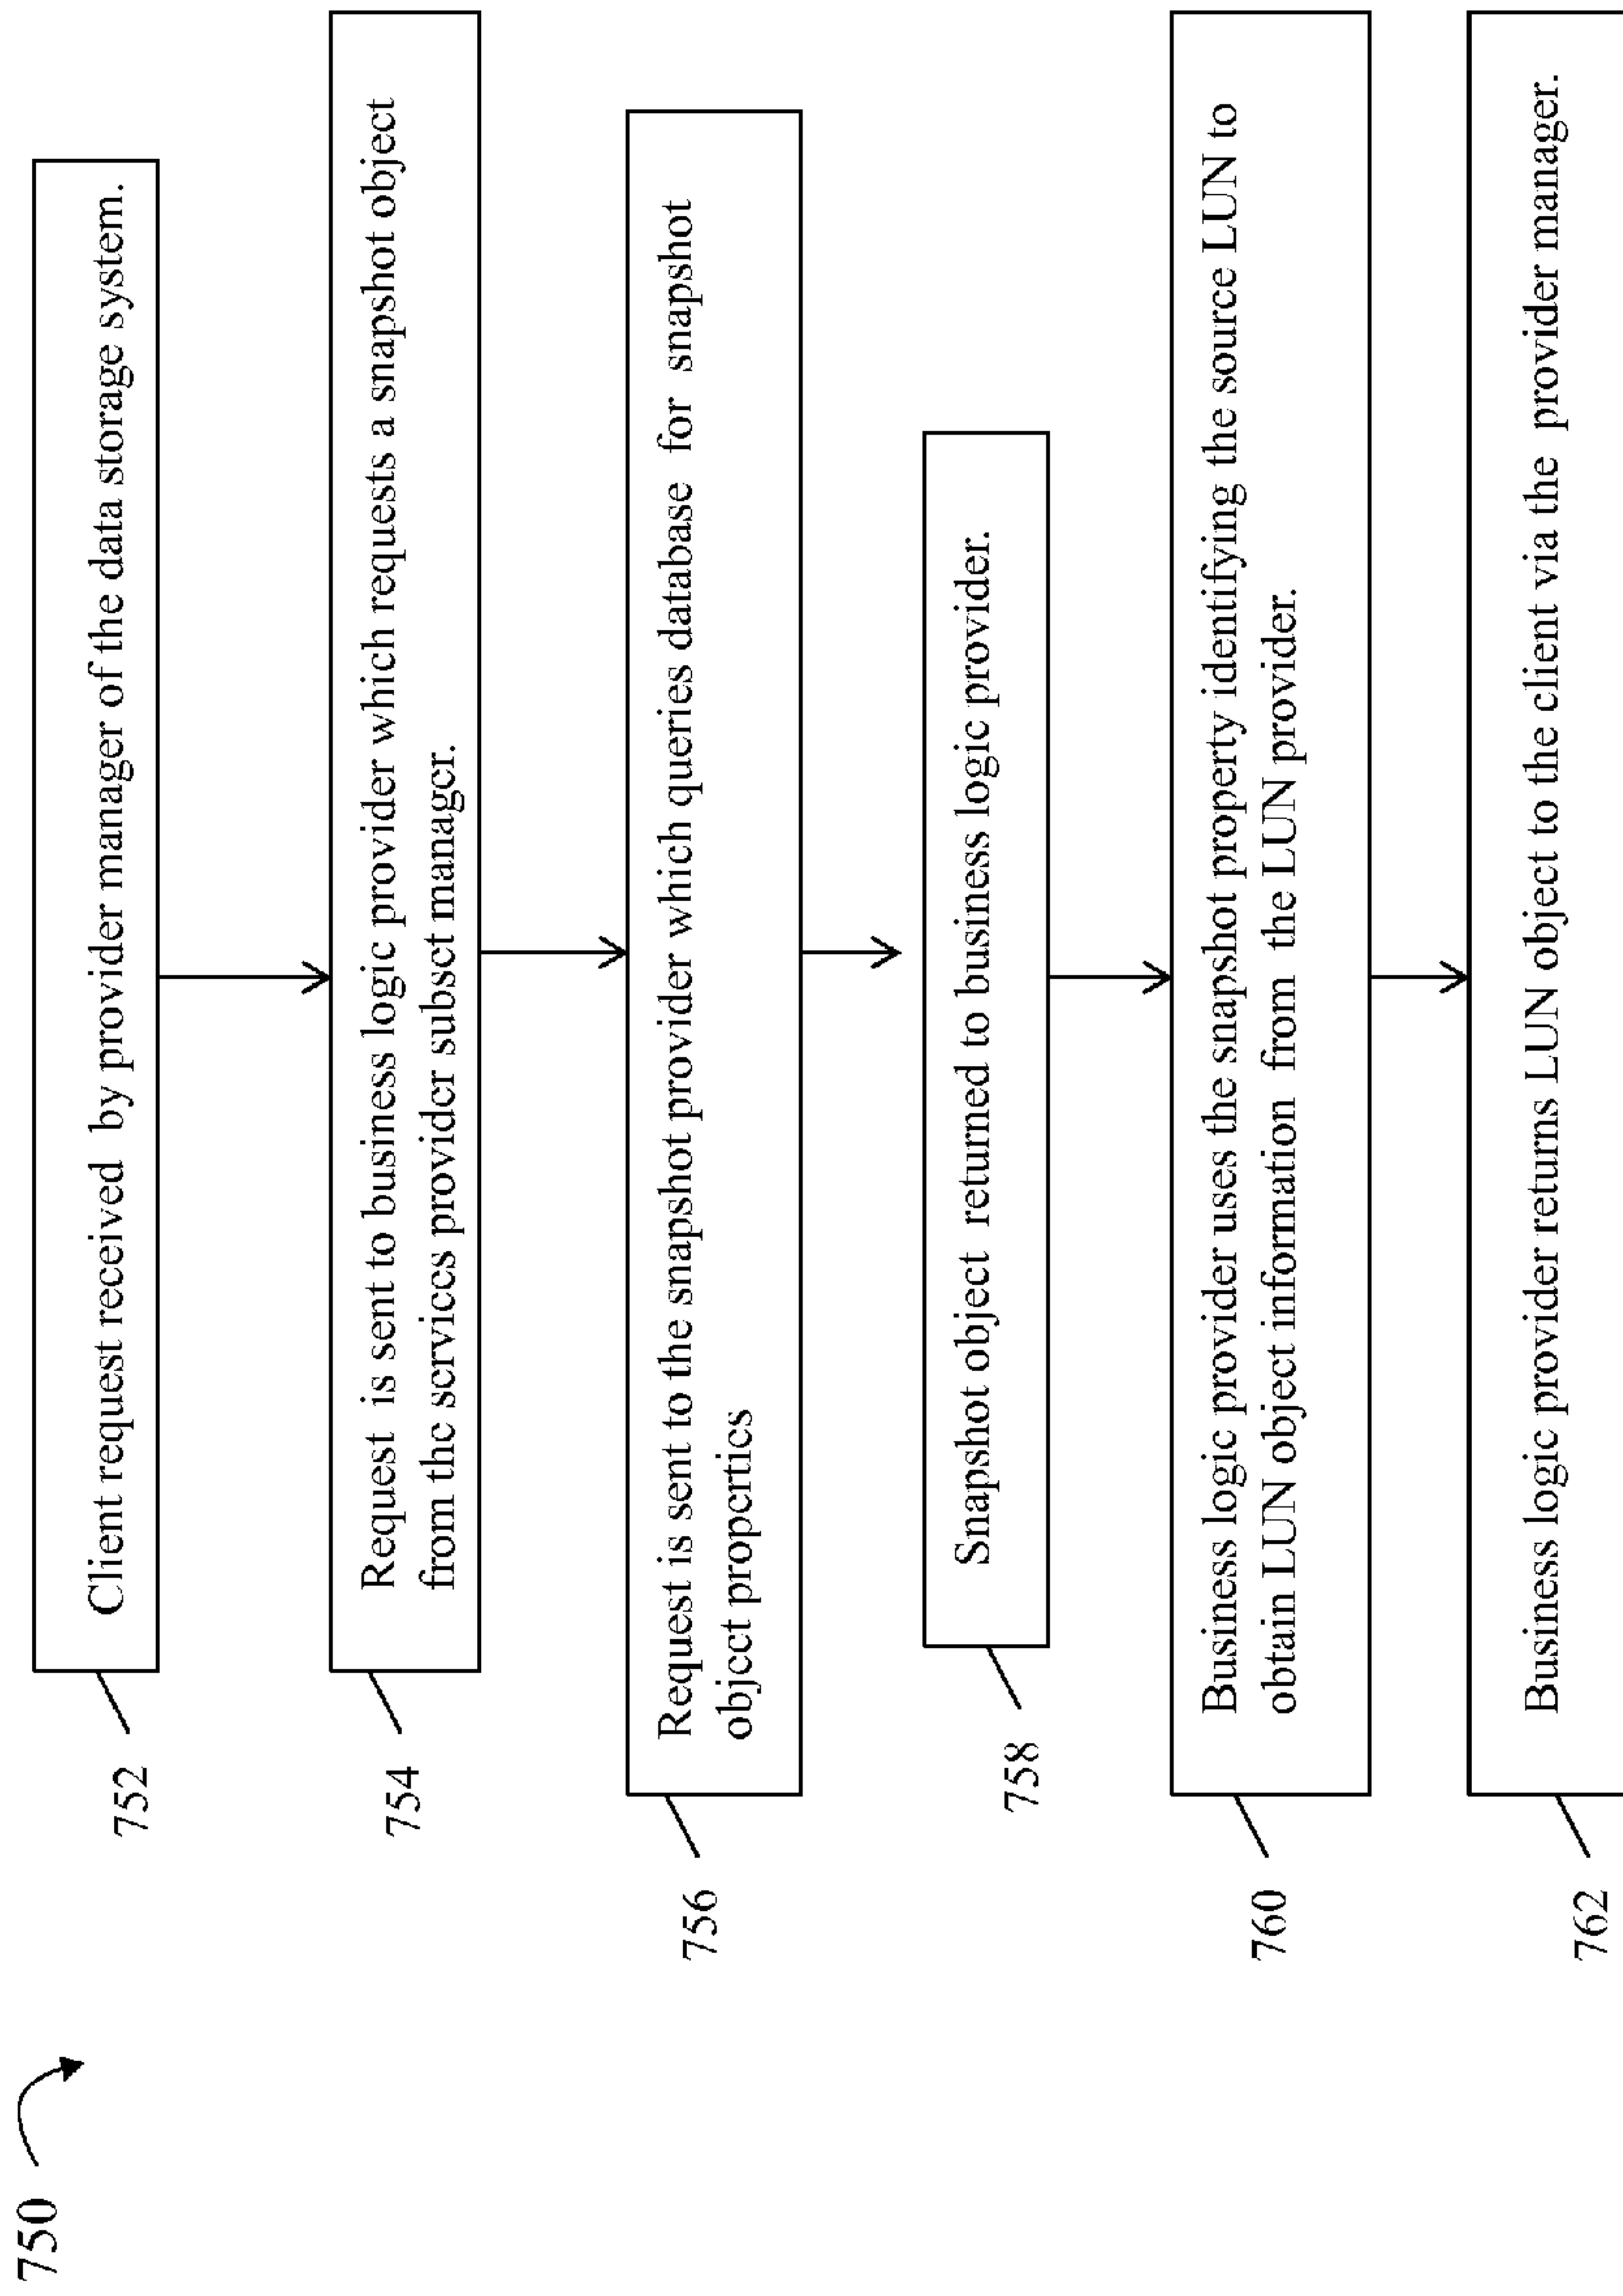 750
752
Client request received by provider manager of the data storage system.
754
Request is sent to business logic provider which requests a snapshot object
from the services provider subset manager.
756
Request is sent to the snapshot provider which queries database for snapshot
object properties
758
Snapshot object returned to business logic provider.
760
Business logic provider uses the snapshot property identifying the source LUN to
obtain LUN object information from the LUN provider.
762
Business logic provider returns LUN object to the client via the provider manager.